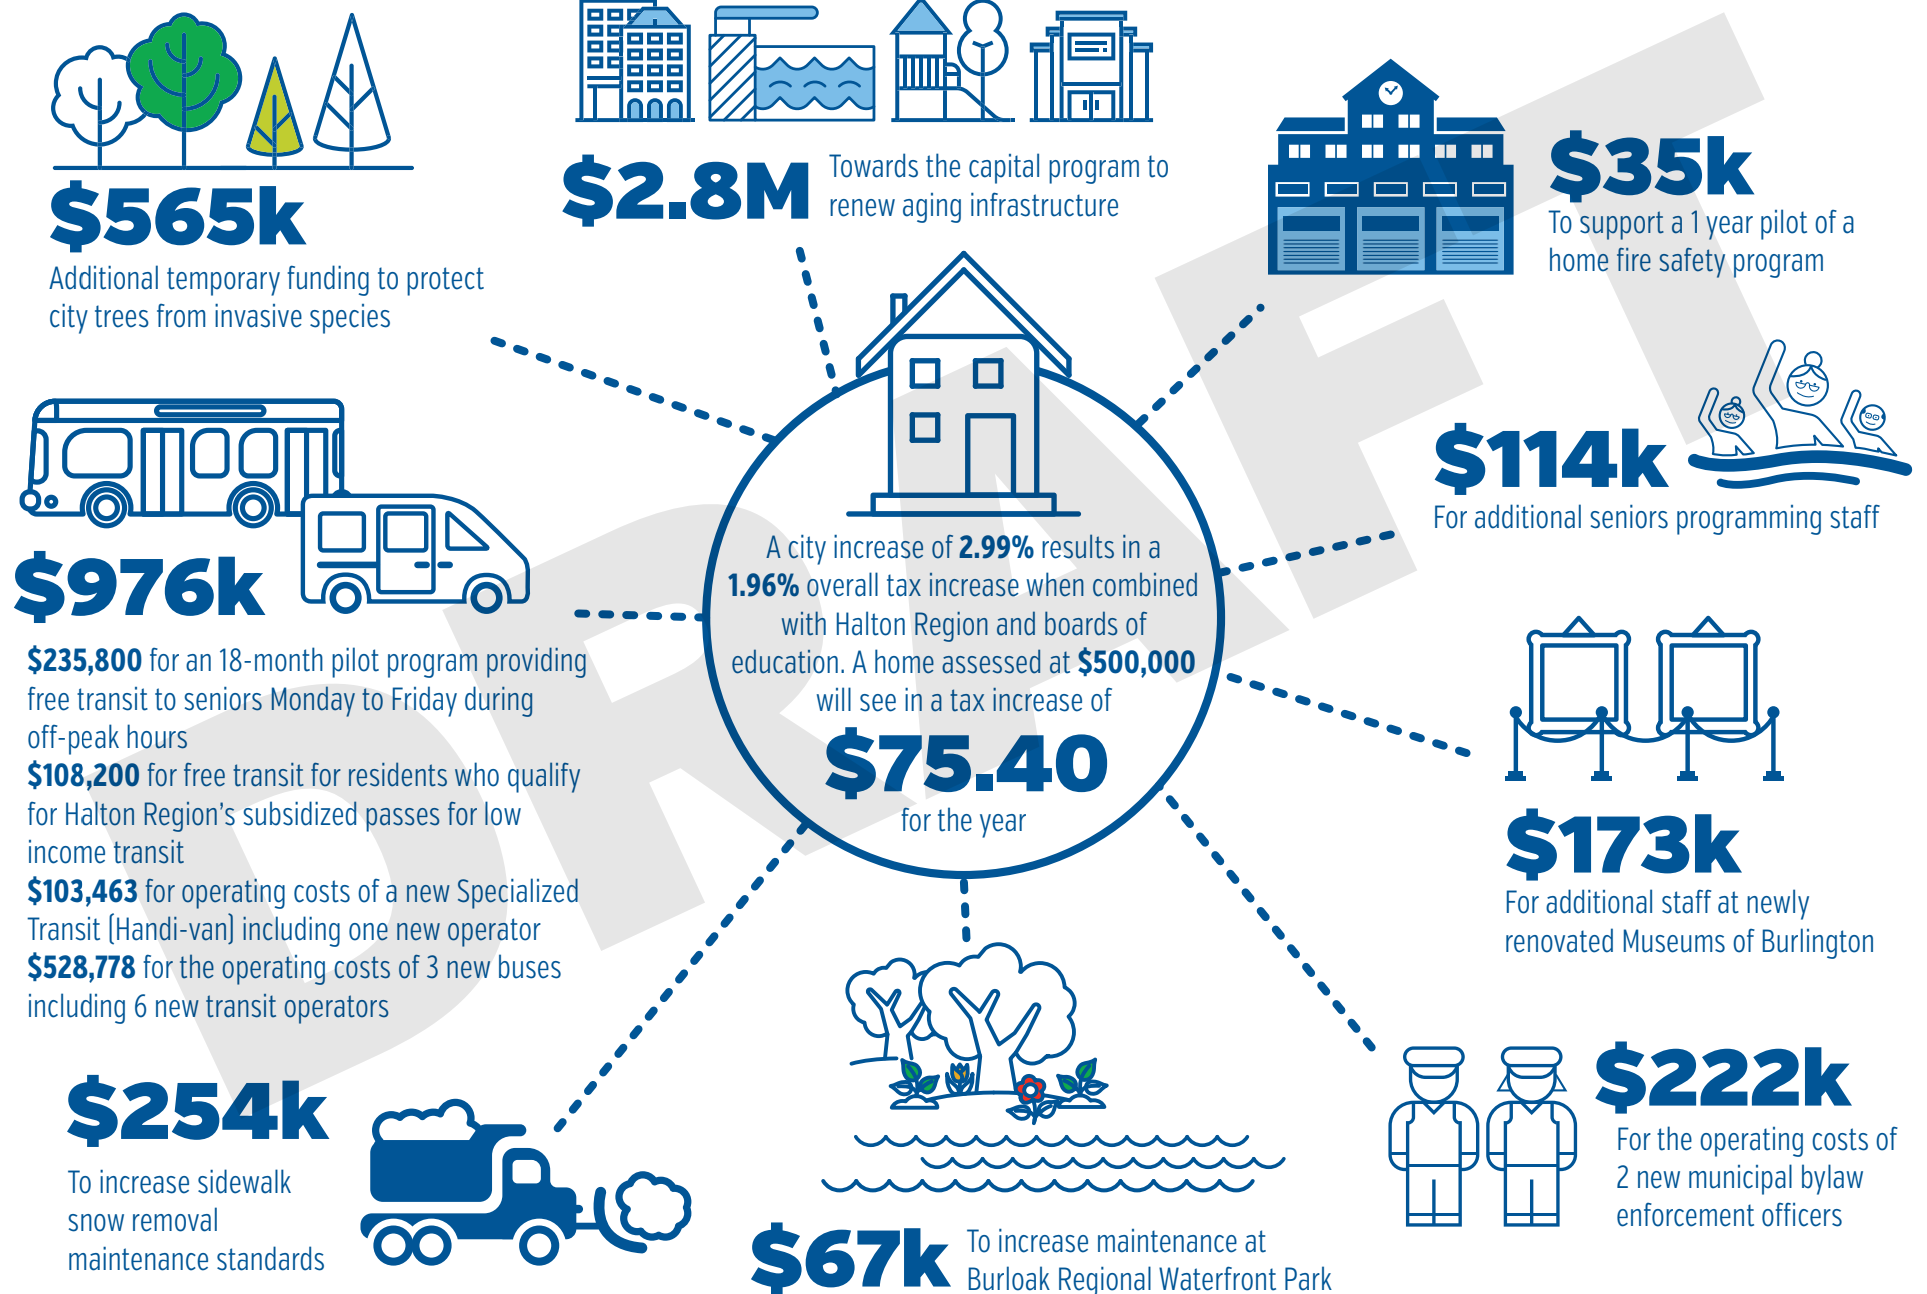 $565k
Additional temporary funding to protect
city trees from invasive species
$2.8M
Towards the capital program to
renew aging infrastructure
$35k
To support a 1 year pilot of a
home fire safety program
$114k
For additional seniors programming staff
$976k
$235,800 for an 18-month pilot program providing
free transit to seniors Monday to Friday during
off-peak hours
$108,200 for free transit for residents who qualify
for Halton Region's subsidized passes for low
income transit
$103,463 for operating costs of a new Specialized
Transit (Handi-van) including one new operator
$528,778 for the operating costs of 3 new buses
including 6 new transit operators
A city increase of 2.99% results in a
1.96% overall tax increase when combined
with Halton Region and boards of
education. A home assessed at $500,000
will see in a tax increase of
$75.40
for the year
$173k
For additional staff at newly
renovated Museums of Burlington
$254k
To increase sidewalk
snow removal
maintenance standards
$67k
To increase maintenance at
Burloak Regional Waterfront Park
$222k
For the operating costs of
2 new municipal bylaw
enforcement officers
DRAFT